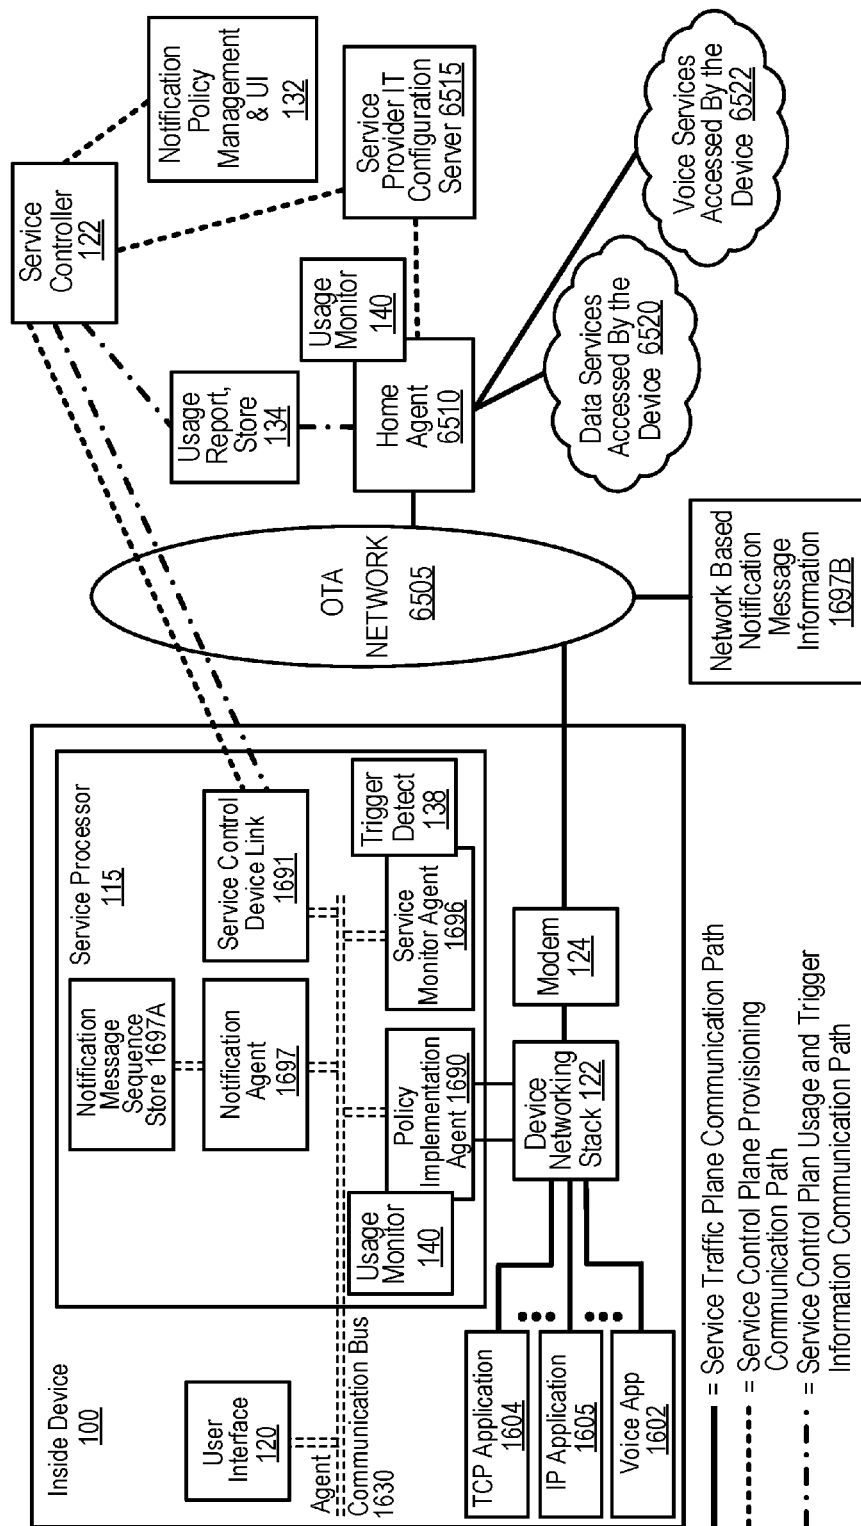 Inside Device
100
Service Processor
115
User
Interface
120
Agent
Communication Bus
1630
Notification
Message
Sequence
Store 1697A
Notification
Agent
1697
Service Control
Device Link
1691
Usage Monitor
140
Policy
Implementation
Agent 1690
Service
Monitor Agent
1696
Trigger
Detect
138
TCP Application
1604
IP Application
1605
Voice App
1602
Device
Networking
Stack 122
Modem
124
OTA
NETWORK
6505
Network Based
Notification
Message
Information
1697B
Service
Controller
122
Notification
Policy
Management
& UI
132
Usage
Report,
Store
134
Usage
Monitor
140
Home
Agent
6510
Service
Provider IT
Configuration
Server 6515
Data Services
Accessed By the
Device 6520
Voice Services
Accessed By the
Device 6522
= Service Traffic Plane Communication Path
= Service Control Plane Provisioning
Communication Path
= Service Control Plan Usage and Trigger
Information Communication Path